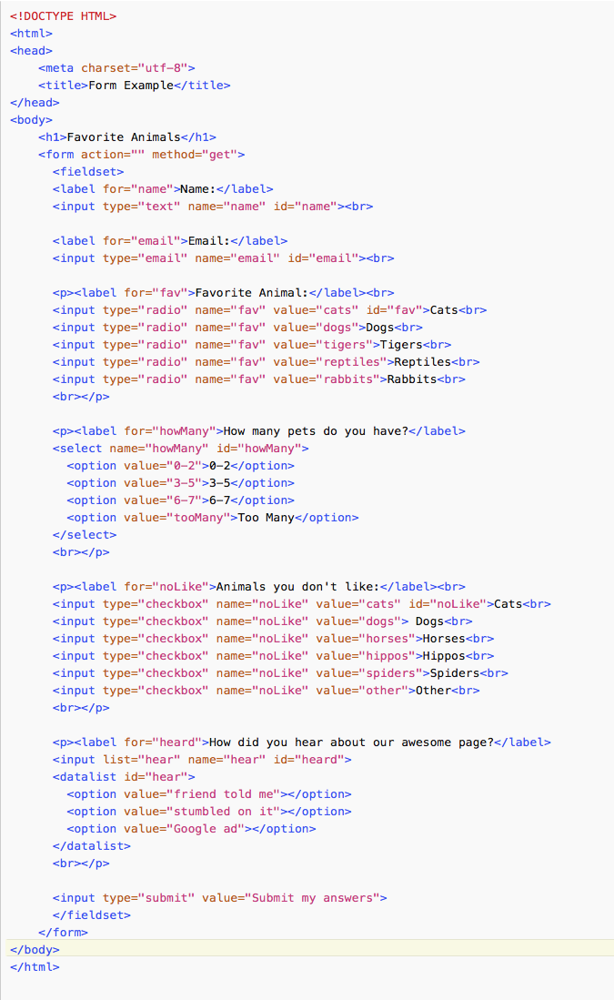 <!DOCTYPE HTML>
<html>
<head>
    <meta charset="utf-8">
    <title>Form Example</title>
</head>
<body>
    <h1>Favorite Animals</h1>
    <form action="" method="get">
      <fieldset>
      <label for="name">Name:</label>
      <input type="text" name="name" id="name"><br>

      <label for="email">Email:</label>
      <input type="email" name="email" id="email"><br>

      <p><label for="fav">Favorite Animal:</label><br>
      <input type="radio" name="fav" value="cats" id="fav">Cats<br>
      <input type="radio" name="fav" value="dogs">Dogs<br>
      <input type="radio" name="fav" value="tigers">Tigers<br>
      <input type="radio" name="fav" value="reptiles">Reptiles<br>
      <input type="radio" name="fav" value="rabbits">Rabbits<br>
      <br></p>

      <p><label for="howMany">How many pets do you have?</label>
      <select name="howMany" id="howMany">
        <option value="0-2">0-2</option>
        <option value="3-5">3-5</option>
        <option value="6-7">6-7</option>
        <option value="tooMany">Too Many</option>
      </select>
      <br></p>

      <p><label for="noLike">Animals you don't like:</label><br>
      <input type="checkbox" name="noLike" value="cats" id="noLike">Cats<br>
      <input type="checkbox" name="noLike" value="dogs"> Dogs<br>
      <input type="checkbox" name="noLike" value="horses">Horses<br>
      <input type="checkbox" name="noLike" value="hippos">Hippos<br>
      <input type="checkbox" name="noLike" value="spiders">Spiders<br>
      <input type="checkbox" name="noLike" value="other">Other<br>
      <br></p>

      <p><label for="heard">How did you hear about our awesome page?</label>
      <input list="hear" name="hear" id="heard">
      <datalist id="hear">
        <option value="friend told me"></option>
        <option value="stumbled on it"></option>
        <option value="Google ad"></option>
      </datalist>
      <br></p>

      <input type="submit" value="Submit my answers">
      </fieldset>
    </form>
</body>
</html>